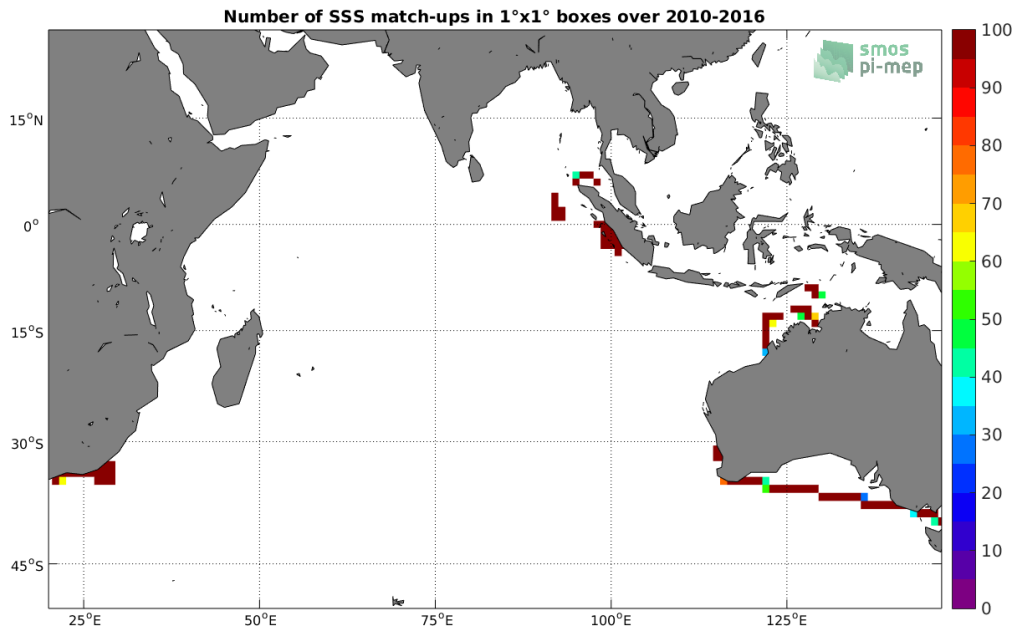 Number of SSS match-ups in 1°x1° boxes over 2010-2016
smos
pi-mep
15°N
0°
15°S
30°S
45°S
25°E
50°E
75°E
100°E
125°E
100
90
80
70
60
50
40
30
20
10
0